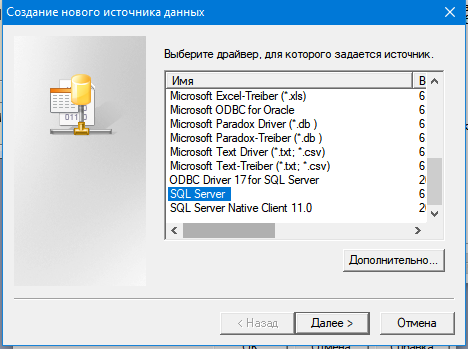 Создание нового источника данных
Выберите драйвер, для которого задается источник.
Имя В
Microsoft Excel-Treiber (*.xls) 6
Microsoft ODBC for Oracle 6
Microsoft Paradox Driver (*.db ) 6
Microsoft Paradox-Treiber (*.db ) 6
Microsoft Text Driver (*.txt; *.csv) 6
Microsoft Text-Treiber (*.txt; *.csv) 6
ODBC Driver 17 for SQL Server 2
SQL Server 6
SQL Server Native Client 11.0 2
Дополнительно...
< Назад
Далее >
Отмена